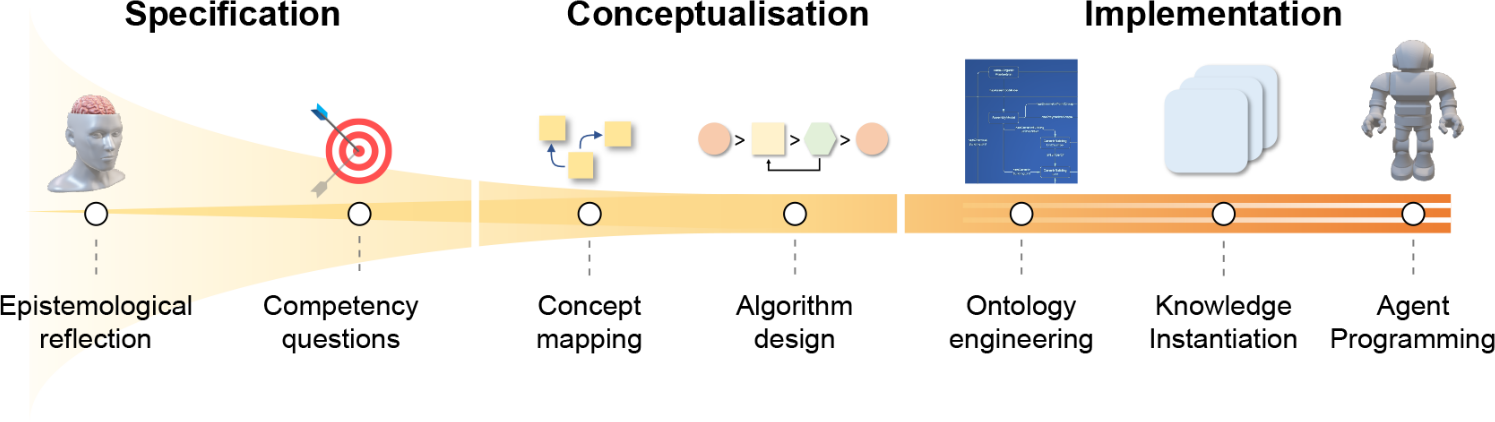 Specification
Conceptualisation
Implementation
> > >
Epistemological
reflection
Competency
questions
Concept
mapping
Algorithm
design
Ontology
engineering
Knowledge
Instantiation
Agent
Programming